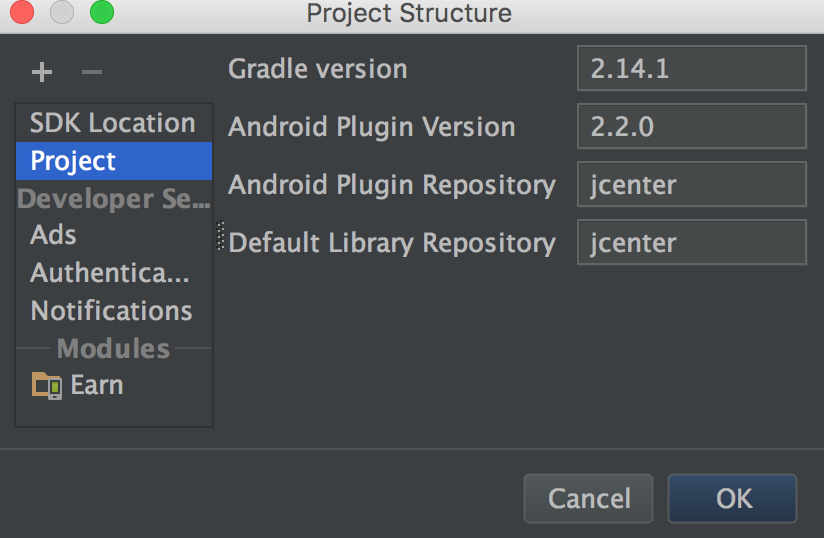 Project Structure
Gradle version 2.14.1
SDK Location
Android Plugin Version 2.2.0
Project
Android Plugin Repository jcenter
Developer Se...
Ads
Default Library Repository jcenter
Authentica...
Notifications
Modules
Earn
Cancel OK